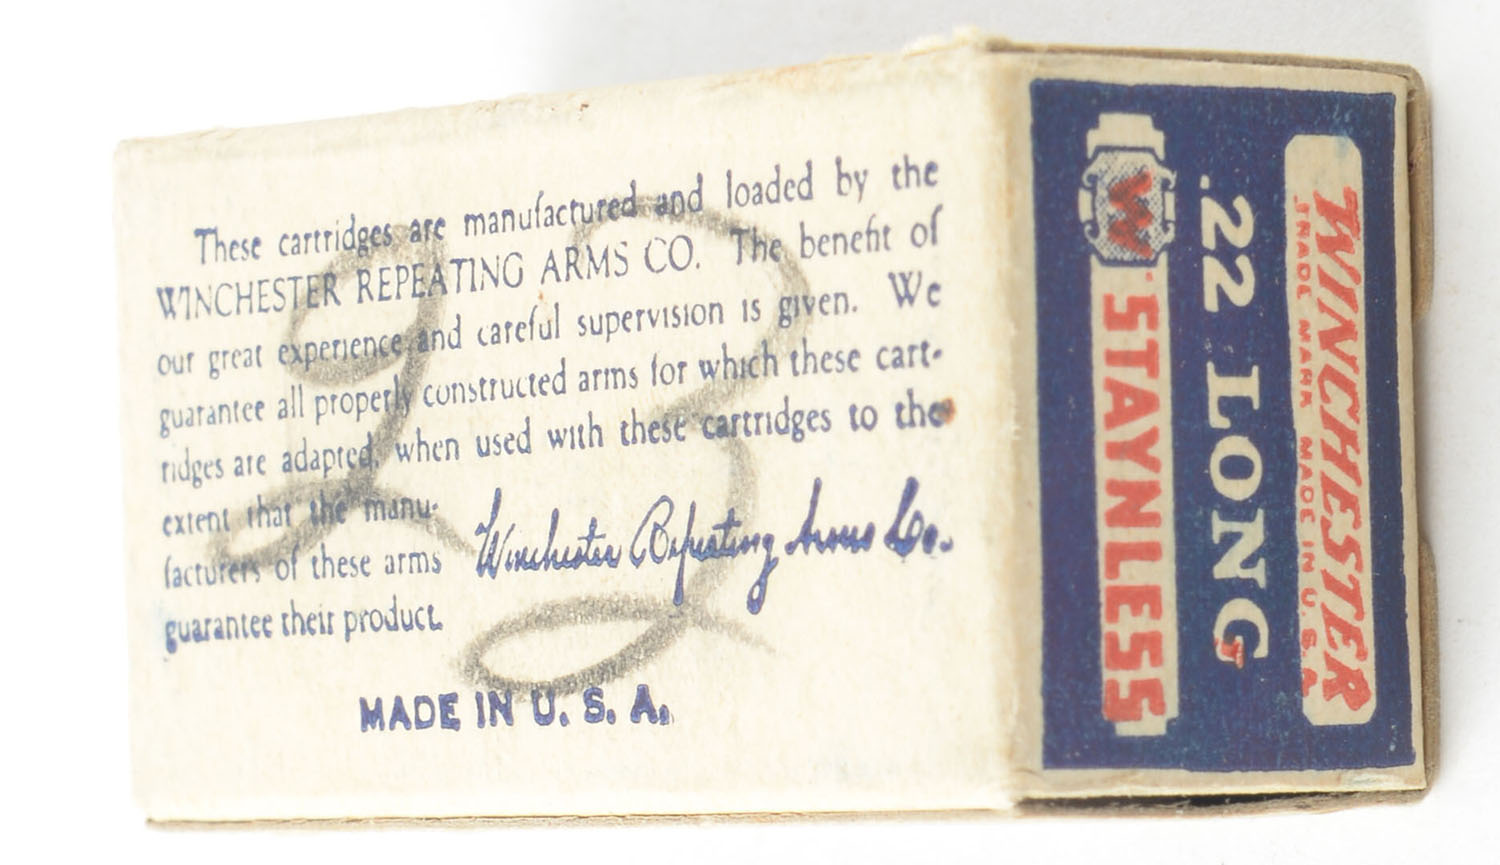 These cartridges are manufactured and loaded by the
WINCHESTER REPEATING ARMS CO. The benefit of
our great experience and careful supervision is given. We
guarantee all properly constructed arms for which these cart-
ridges are adapted, when used with these cartridges to the
extent that the manu-
facturers of these arms
guarantee their product.
Winchester Repeating Arms Co.
MADE IN U. S. A.
22
WINCHESTER
TRADE MARK MADE IN U. S. A.
.22 LONG
W
STAYNLESS